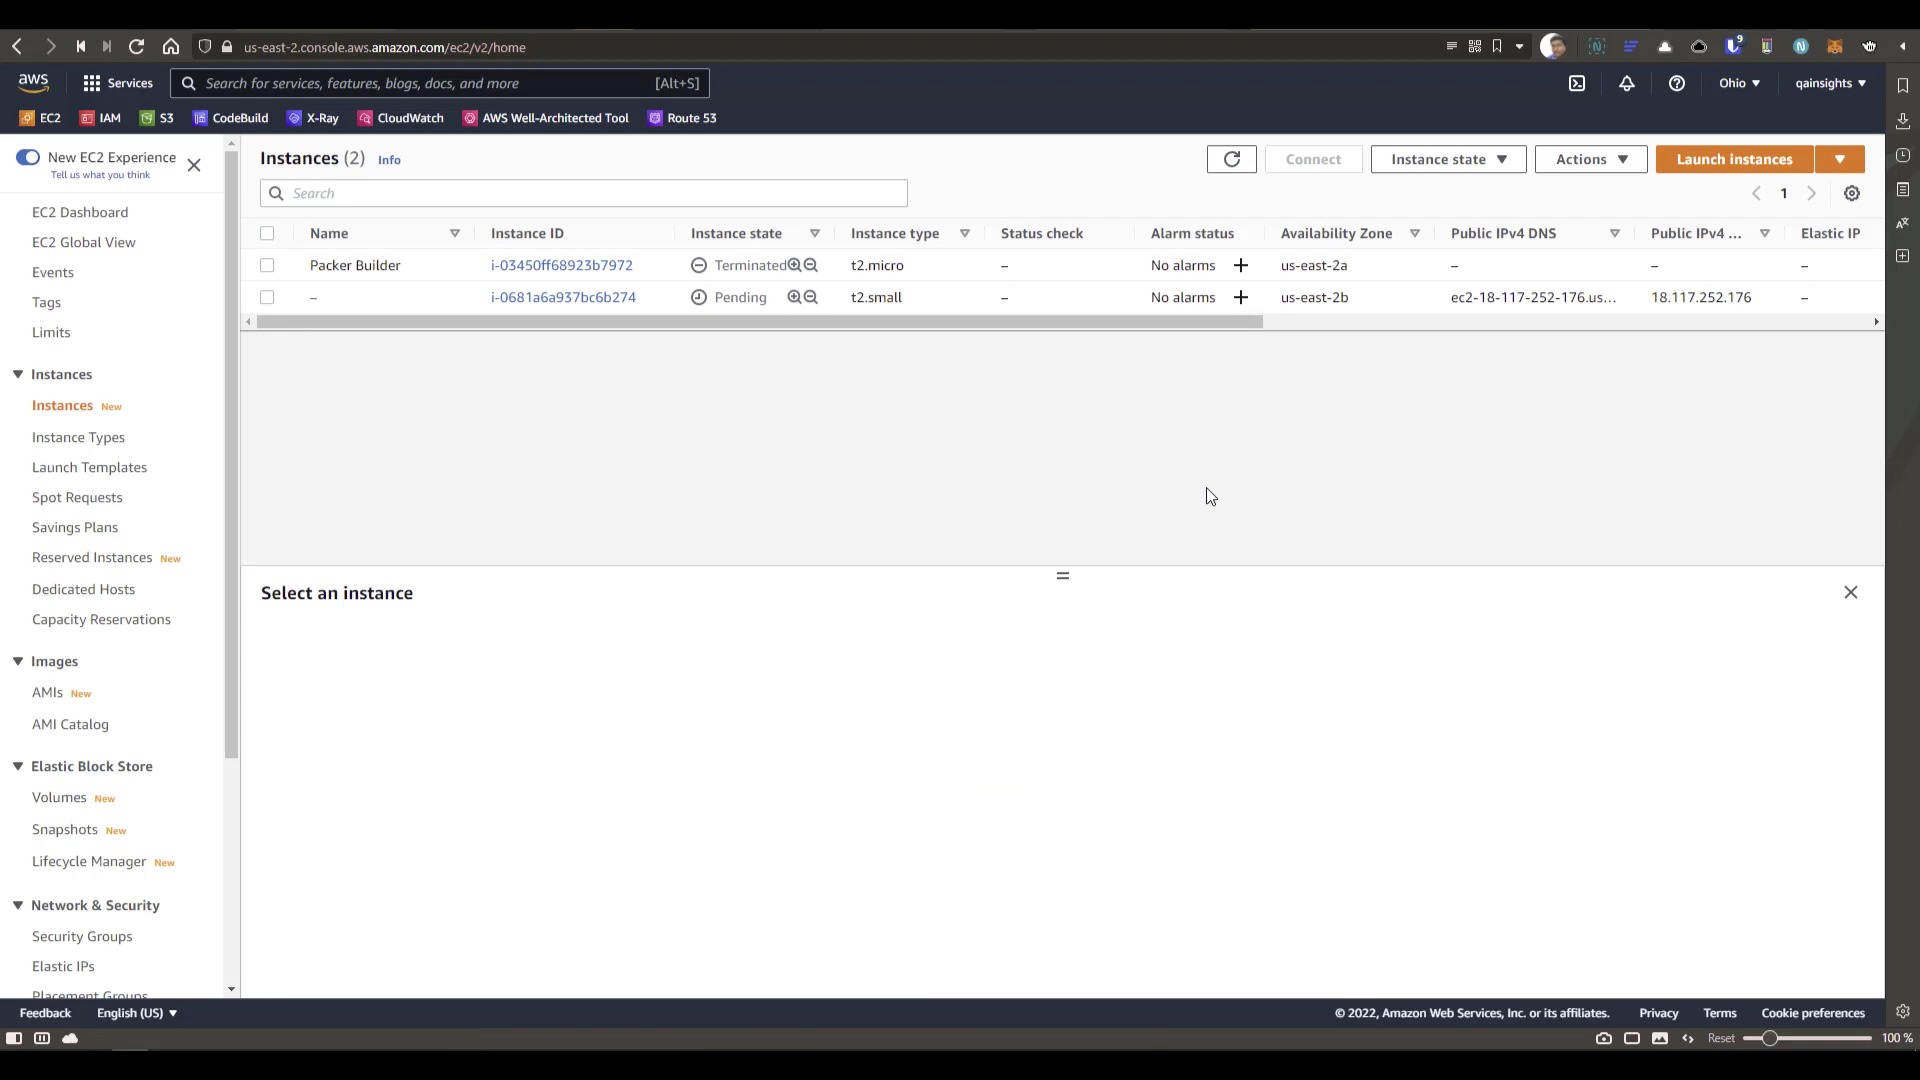 us-east-2.console.aws.amazon.com/ec2/v2/home
9
aws
Services
Search for services, features, blogs, docs, and more [Alt+S]
Ohio
qainsights
EC2 IAM S3 CodeBuild X-Ray CloudWatch AWS Well-Architected Tool Route 53
New EC2 Experience
Tell us what you think
EC2 Dashboard
EC2 Global View
Events
Tags
Limits
Instances
Instances New
Instance Types
Launch Templates
Spot Requests
Savings Plans
Reserved Instances New
Dedicated Hosts
Capacity Reservations
Images
AMIs New
AMI Catalog
Elastic Block Store
Volumes New
Snapshots New
Lifecycle Manager New
Network & Security
Security Groups
Elastic IPs
Placement Groups
Instances (2) Info
Connect
Instance state
Actions
Launch instances
Search
1
Name Instance ID Instance state Instance type Status check Alarm status Availability Zone Public IPv4 DNS Public IPv4 ... Elastic IP
Packer Builder i-03450ff68923b7972 Terminated t2.micro – No alarms + us-east-2a – – –
– i-0681a6a937bc6b274 Pending t2.small – No alarms + us-east-2b ec2-18-117-252-176.us... 18.117.252.176 –
Select an instance
Feedback English (US)
© 2022, Amazon Web Services, Inc. or its affiliates. Privacy Terms Cookie preferences
Reset 100 %